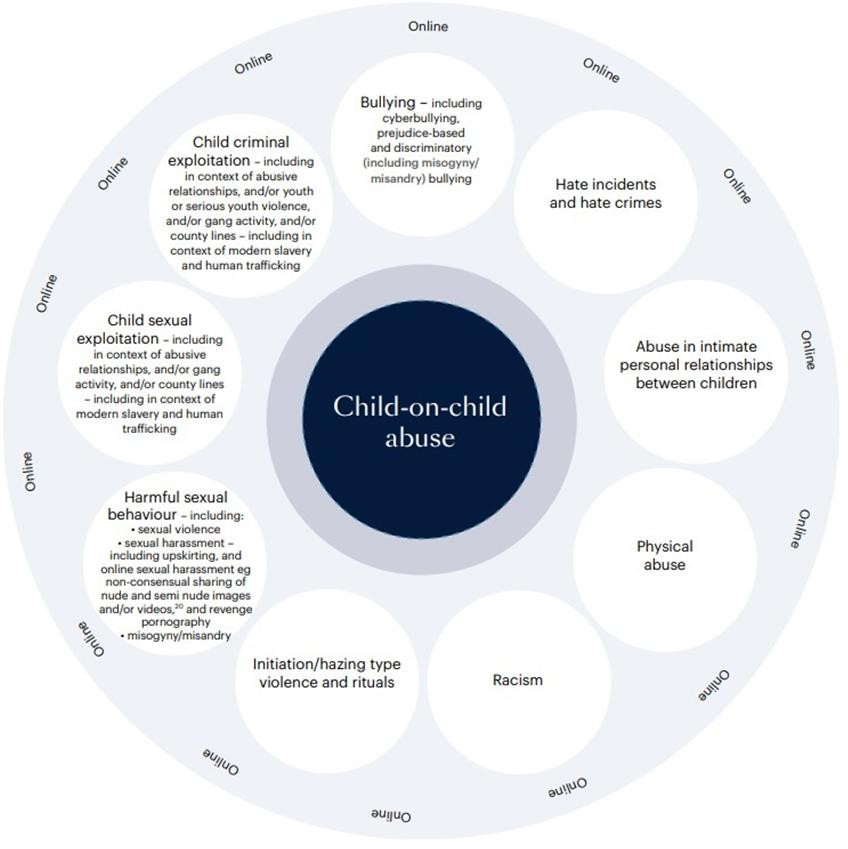 Online
Online
Online
Online
Online
Online
Online
Online
Online
Online
Online
Online
Online
Bullying – including
cyberbullying,
prejudice-based
and discriminatory
(including misogyny/
misandry) bullying
Hate incidents
and hate crimes
Abuse in intimate
personal relationships
between children
Physical
abuse
Racism
Initiation/hazing type
violence and rituals
Harmful sexual
behaviour – including:
• sexual violence
• sexual harassment –
including upskirting, and
online sexual harassment eg
non-consensual sharing of
nude and semi nude images
and/or videos,²⁰ and revenge
pornography
• misogyny/misandry
Child sexual
exploitation – including
in context of abusive
relationships, and/or gang
activity, and/or county lines
– including in context of
modern slavery and human
trafficking
Child criminal
exploitation – including
in context of abusive
relationships, and/or youth
or serious youth violence,
and/or gang activity, and/or
county lines – including in
context of modern slavery
and human trafficking
Child-on-child
abuse